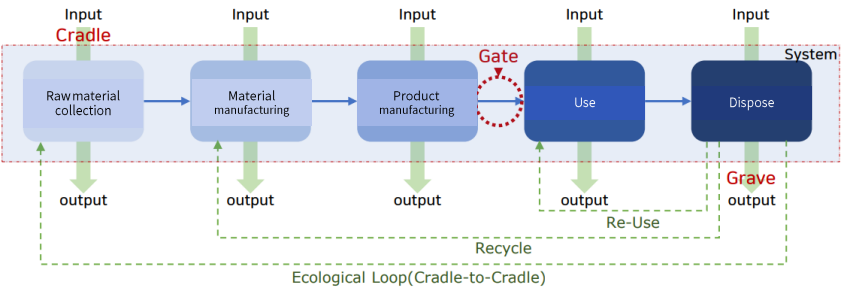 Input
Input
Input
Input
Input
Cradle
Gate
System
Raw material
collection
Material
manufacturing
Product
manufacturing
Use
Dispose
Grave
output
output
output
output
output
Re-Use
Recycle
Ecological Loop(Cradle-to-Cradle)